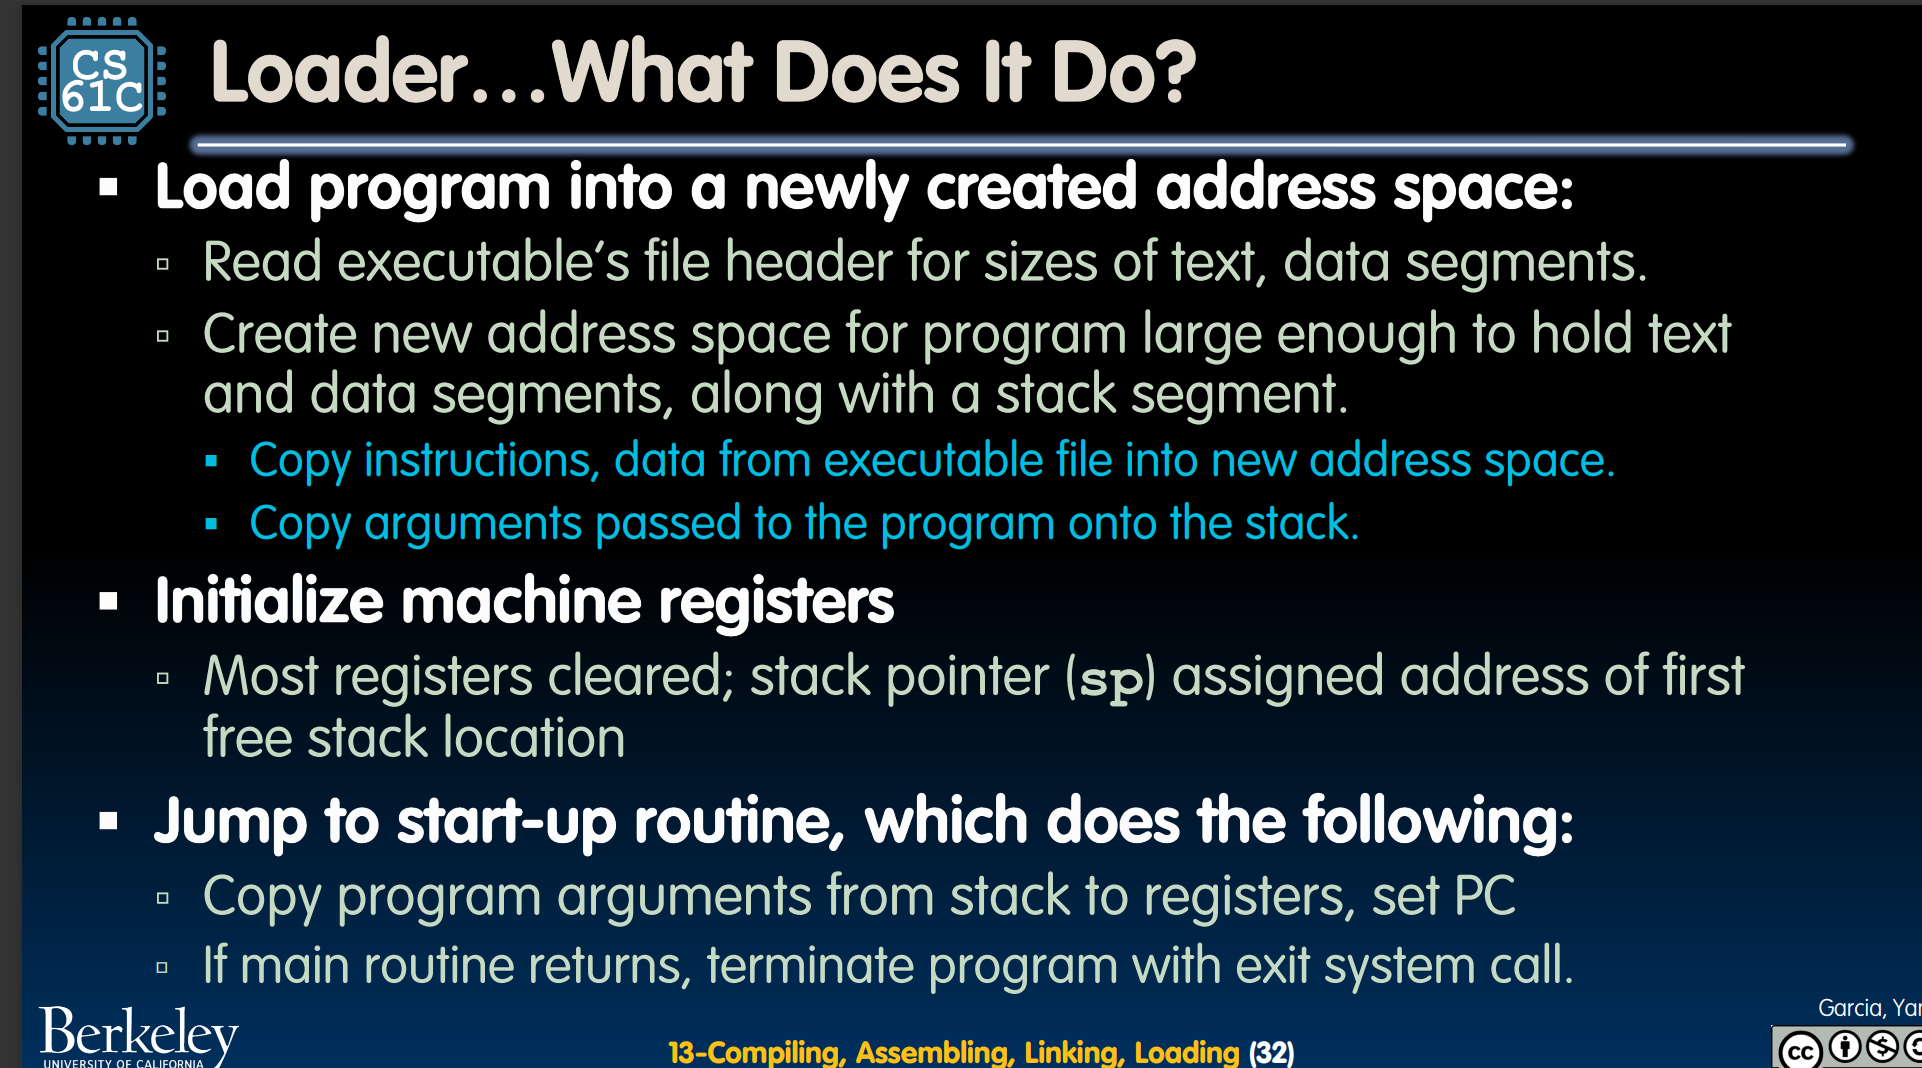 CS
61C
Loader...What Does It Do?
▪ Load program into a newly created address space:
▫ Read executable’s file header for sizes of text, data segments.
▫ Create new address space for program large enough to hold text
and data segments, along with a stack segment.
▪ Copy instructions, data from executable file into new address space.
▪ Copy arguments passed to the program onto the stack.
▪ Initialize machine registers
▫ Most registers cleared; stack pointer (sp) assigned address of first
free stack location
▪ Jump to start-up routine, which does the following:
▫ Copy program arguments from stack to registers, set PC
▫ If main routine returns, terminate program with exit system call.
Berkeley
UNIVERSITY OF CALIFORNIA
13-Compiling, Assembling, Linking, Loading (32)
Garcia,
cc